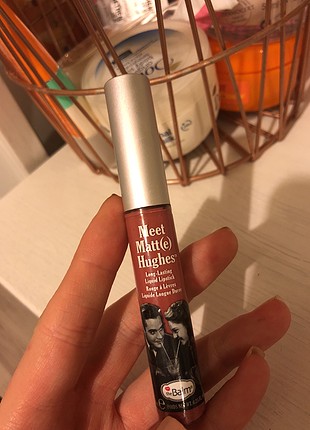 Meet
Matt(e)
Hughes®
Long-Lasting
Liquid Lipstick
Rouge à Lèvres
Liquide Longue Durée
theBalm®